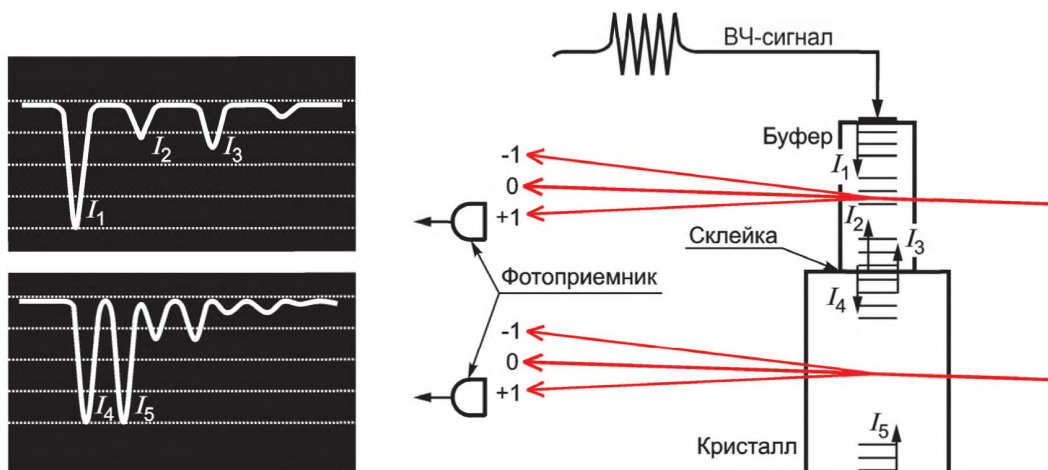 I₁
I₂
I₃
I₄
I₅
ВЧ-сигнал
Буфер
I₁
-1
0
+1
I₂
I₃
Склейка
Фотоприемник
I₄
-1
0
+1
I₅
Кристалл